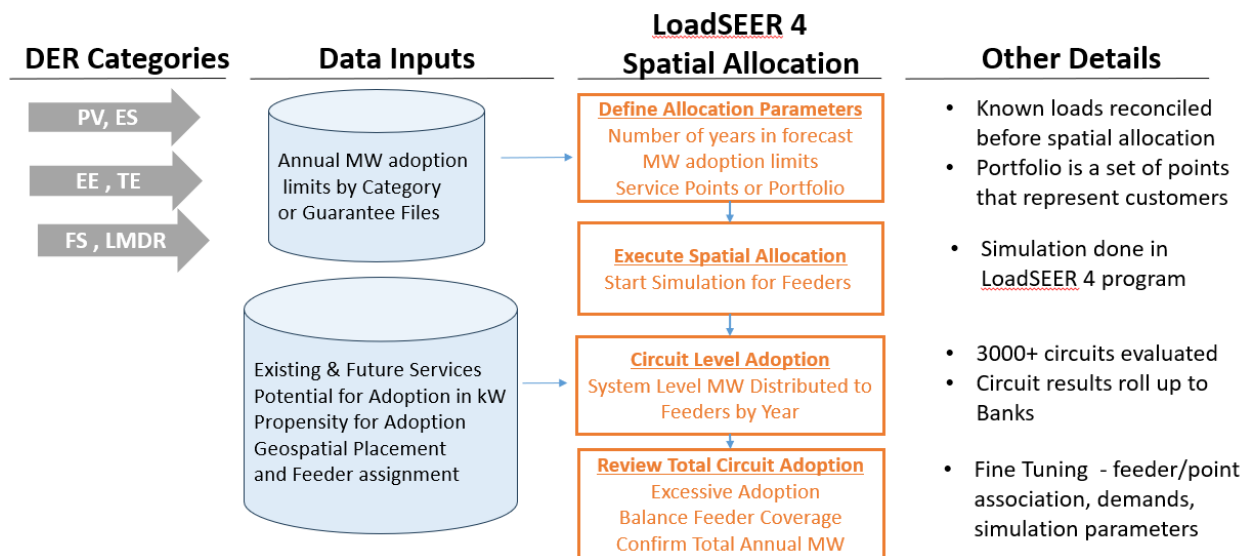 DER Categories
PV, ES
EE , TE
FS , LMDR
Data Inputs
Annual MW adoption
limits by Category
or Guarantee Files
Existing & Future Services
Potential for Adoption in kW
Propensity for Adoption
Geospatial Placement
and Feeder assignment
LoadSEER 4
Spatial Allocation
Define Allocation Parameters
Number of years in forecast
MW adoption limits
Service Points or Portfolio
Execute Spatial Allocation
Start Simulation for Feeders
Circuit Level Adoption
System Level MW Distributed to
Feeders by Year
Review Total Circuit Adoption
Excessive Adoption
Balance Feeder Coverage
Confirm Total Annual MW
Other Details
• Known loads reconciled
before spatial allocation
• Portfolio is a set of points
that represent customers
• Simulation done in
LoadSEER 4 program
• 3000+ circuits evaluated
• Circuit results roll up to
Banks
• Fine Tuning - feeder/point
association, demands,
simulation parameters